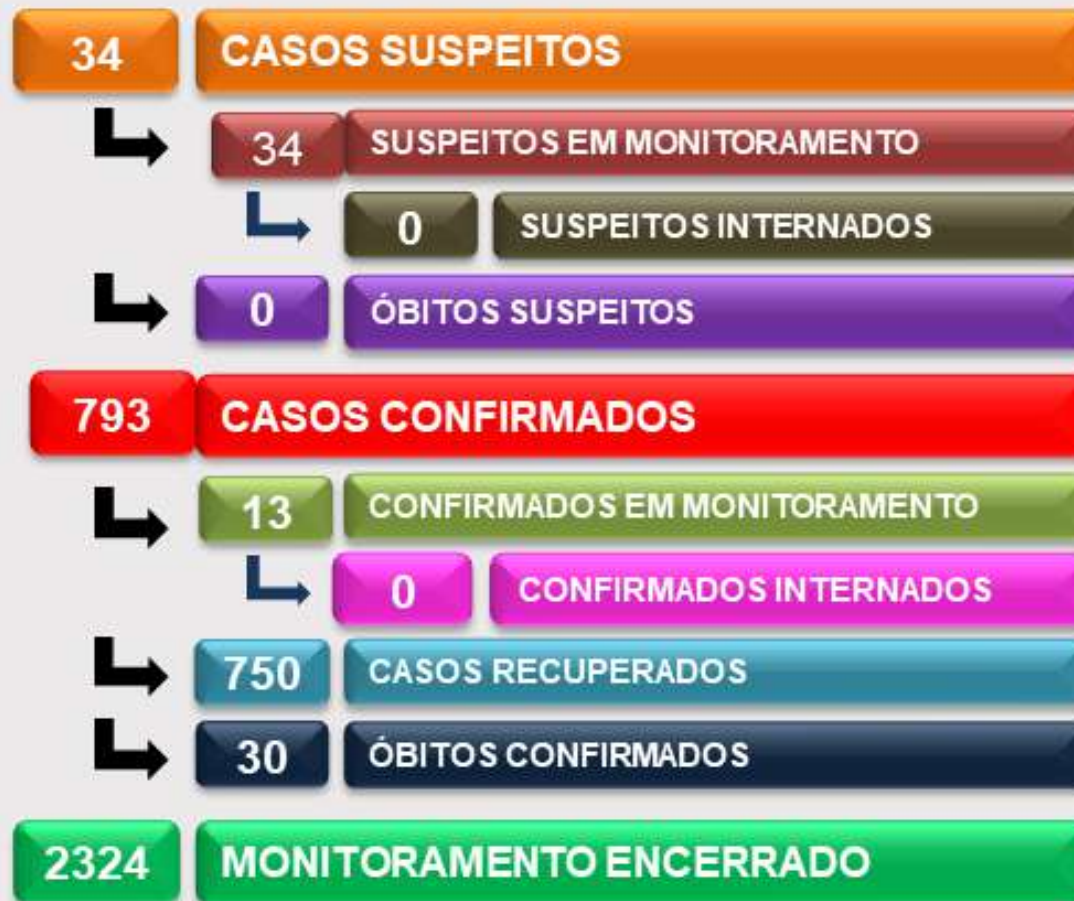 34 CASOS SUSPEITOS
34 SUSPEITOS EM MONITORAMENTO
0 SUSPEITOS INTERNADOS
0 ÓBITOS SUSPEITOS
793 CASOS CONFIRMADOS
13 CONFIRMADOS EM MONITORAMENTO
0 CONFIRMADOS INTERNADOS
750 CASOS RECUPERADOS
30 ÓBITOS CONFIRMADOS
2324 MONITORAMENTO ENCERRADO